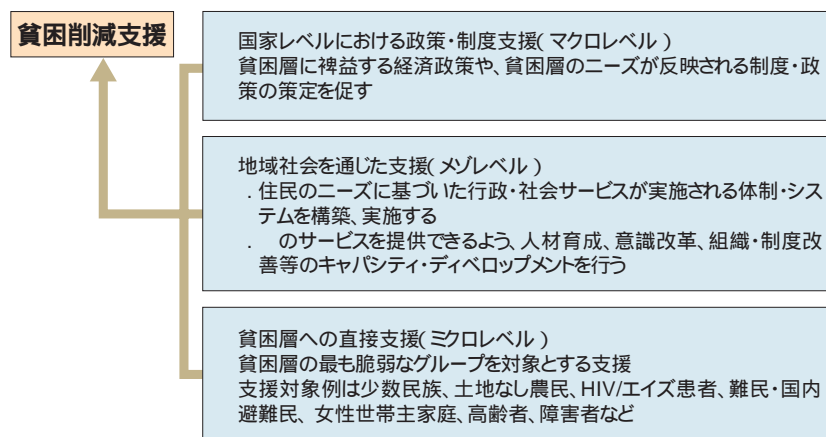 貧困削減支援
国家レベルにおける政策・制度支援(マクロレベル)
貧困層に裨益する経済政策や、貧困層のニーズが反映される制度・政
策の策定を促す
地域社会を通じた支援(メゾレベル)
．住民のニーズに基づいた行政・社会サービスが実施される体制・シス
テムを構築、実施する
．　のサービスを提供できるよう、人材育成、意識改革、組織・制度改
善等のキャパシティ・ディベロップメントを行う
貧困層への直接支援(ミクロレベル)
貧困層の最も脆弱なグループを対象とする支援
支援対象例は少数民族、土地なし農民、HIV/エイズ患者、難民・国内
避難民、女性世帯主家庭、高齢者、障害者など